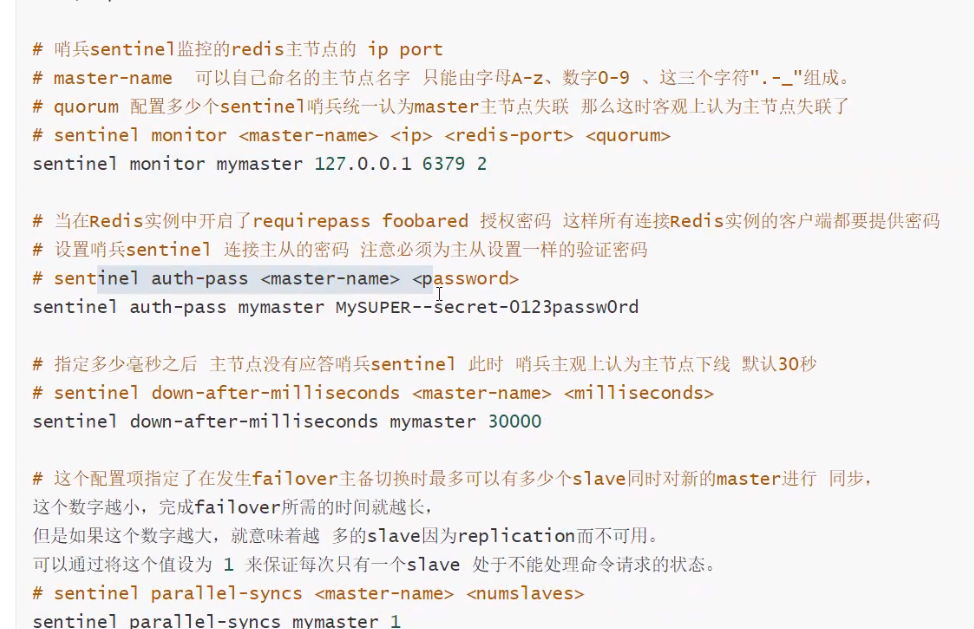 # 哨兵sentinel监控的redis主节点的 ip port
# master-name  可以自己命名的主节点名字 只能由字母A-z、数字0-9 、这三个字符".-_"组成。
# quorum 配置多少个sentinel哨兵统一认为master主节点失联 那么这时客观上认为主节点失联了
# sentinel monitor <master-name> <ip> <redis-port> <quorum>
sentinel monitor mymaster 127.0.0.1 6379 2
# 当在Redis实例中开启了requirepass foobared 授权密码 这样所有连接Redis实例的客户端都要提供密码
# 设置哨兵sentinel 连接主从的密码 注意必须为主从设置一样的验证密码
# sentinel auth-pass <master-name> <password>
sentinel auth-pass mymaster MySUPER--secret-0123passw0rd
# 指定多少毫秒之后 主节点没有应答哨兵sentinel 此时 哨兵主观上认为主节点下线 默认30秒
# sentinel down-after-milliseconds <master-name> <milliseconds>
sentinel down-after-milliseconds mymaster 30000
# 这个配置项指定了在发生failover主备切换时最多可以有多少个slave同时对新的master进行 同步，
这个数字越小，完成failover所需的时间就越长，
但是如果这个数字越大，就意味着越 多的slave因为replication而不可用。
可以通过将这个值设为 1 来保证每次只有一个slave 处于不能处理命令请求的状态。
# sentinel parallel-syncs <master-name> <numslaves>
sentinel parallel-syncs mymaster 1